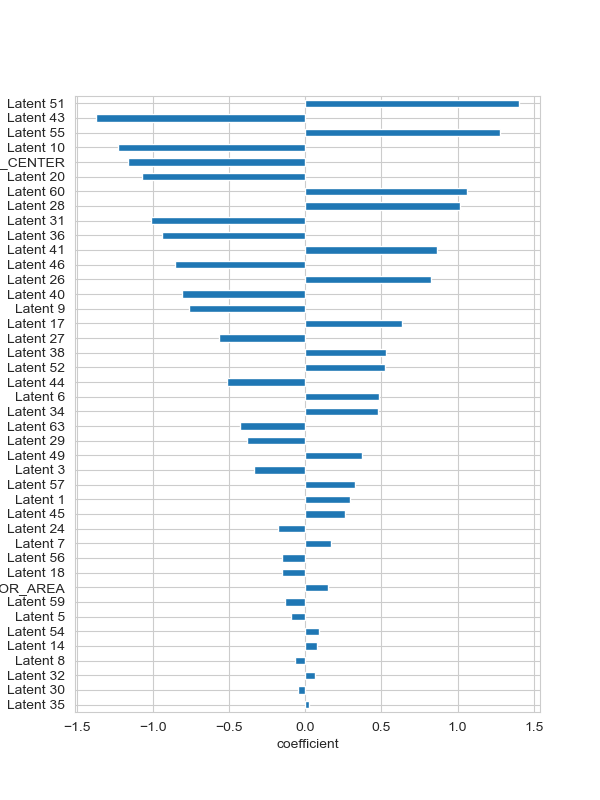 Latent 51
Latent 43
Latent 55
Latent 10
_CENTER
Latent 20
Latent 60
Latent 28
Latent 31
Latent 36
Latent 41
Latent 46
Latent 26
Latent 40
Latent 9
Latent 17
Latent 27
Latent 38
Latent 52
Latent 44
Latent 6
Latent 34
Latent 63
Latent 29
Latent 49
Latent 3
Latent 57
Latent 1
Latent 45
Latent 24
Latent 7
Latent 56
Latent 18
OR_AREA
Latent 59
Latent 5
Latent 54
Latent 14
Latent 8
Latent 32
Latent 30
Latent 35
−1.5 −1.0 −0.5 0.0 0.5 1.0 1.5
coefficient